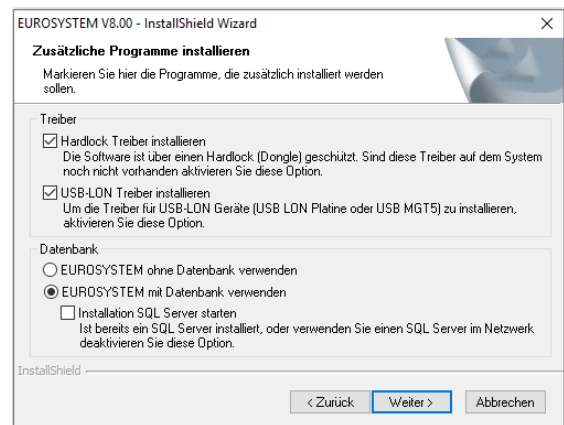 EUROSYSTEM V8.00 - InstallShield Wizard
Zusätzliche Programme installieren
Markieren Sie hier die Programme, die zusätzlich installiert werden
sollen.
Treiber
Hardlock Treiber installieren
Die Software ist über einen Hardlock (Dongle) geschützt. Sind diese Treiber auf dem System
noch nicht vorhanden aktivieren Sie diese Option.
USB-LON Treiber installieren
Um die Treiber für USB-LON Geräte (USB LON Platine oder USB MGT5) zu installieren,
aktivieren Sie diese Option.
Datenbank
EUROSYSTEM ohne Datenbank verwenden
EUROSYSTEM mit Datenbank verwenden
Installation SQL Server starten
Ist bereits ein SQL Server installiert, oder verwenden Sie einen SQL Server im Netzwerk
deaktivieren Sie diese Option.
InstallShield
< Zurück
Weiter >
Abbrechen